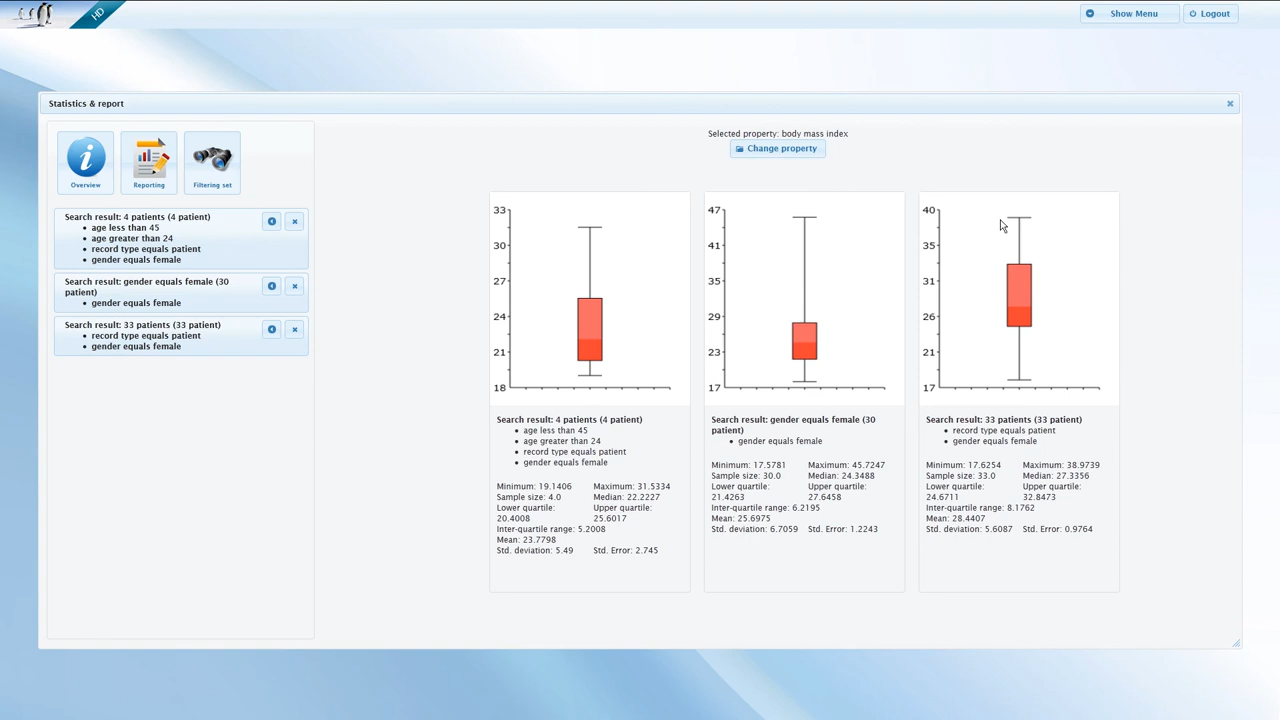 HD
Show Menu
Logout
Statistics & report
Overview
Reporting
Filtering set
Search result: 4 patients (4 patient)
age less than 45
age greater than 24
record type equals patient
gender equals female
Search result: gender equals female (30
patient)
gender equals female
Search result: 33 patients (33 patient)
record type equals patient
gender equals female
Selected property: body mass index
Change property
33
30
27
24
21
18
47
41
35
29
23
17
40
35
31
26
21
17
Search result: 4 patients (4 patient)
age less than 45
age greater than 24
record type equals patient
gender equals female
Minimum: 19.1406 Maximum: 31.5334
Sample size: 4.0 Median: 22.2227
Lower quartile: Upper quartile:
20.4008 25.6017
Inter-quartile range: 5.2008
Mean: 23.7798
Std. deviation: 5.49 Std. Error: 2.745
Search result: gender equals female (30
patient)
gender equals female
Minimum: 17.5781 Maximum: 45.7247
Sample size: 30.0 Median: 24.3488
Lower quartile: Upper quartile:
21.4263 27.6458
Inter-quartile range: 6.2195
Mean: 25.6975
Std. deviation: 6.7059 Std. Error: 1.2243
Search result: 33 patients (33 patient)
record type equals patient
gender equals female
Minimum: 17.6254 Maximum: 38.9739
Sample size: 33.0 Median: 27.3356
Lower quartile: Upper quartile:
24.6711 32.8473
Inter-quartile range: 8.1762
Mean: 28.4407
Std. deviation: 5.6087 Std. Error: 0.9764